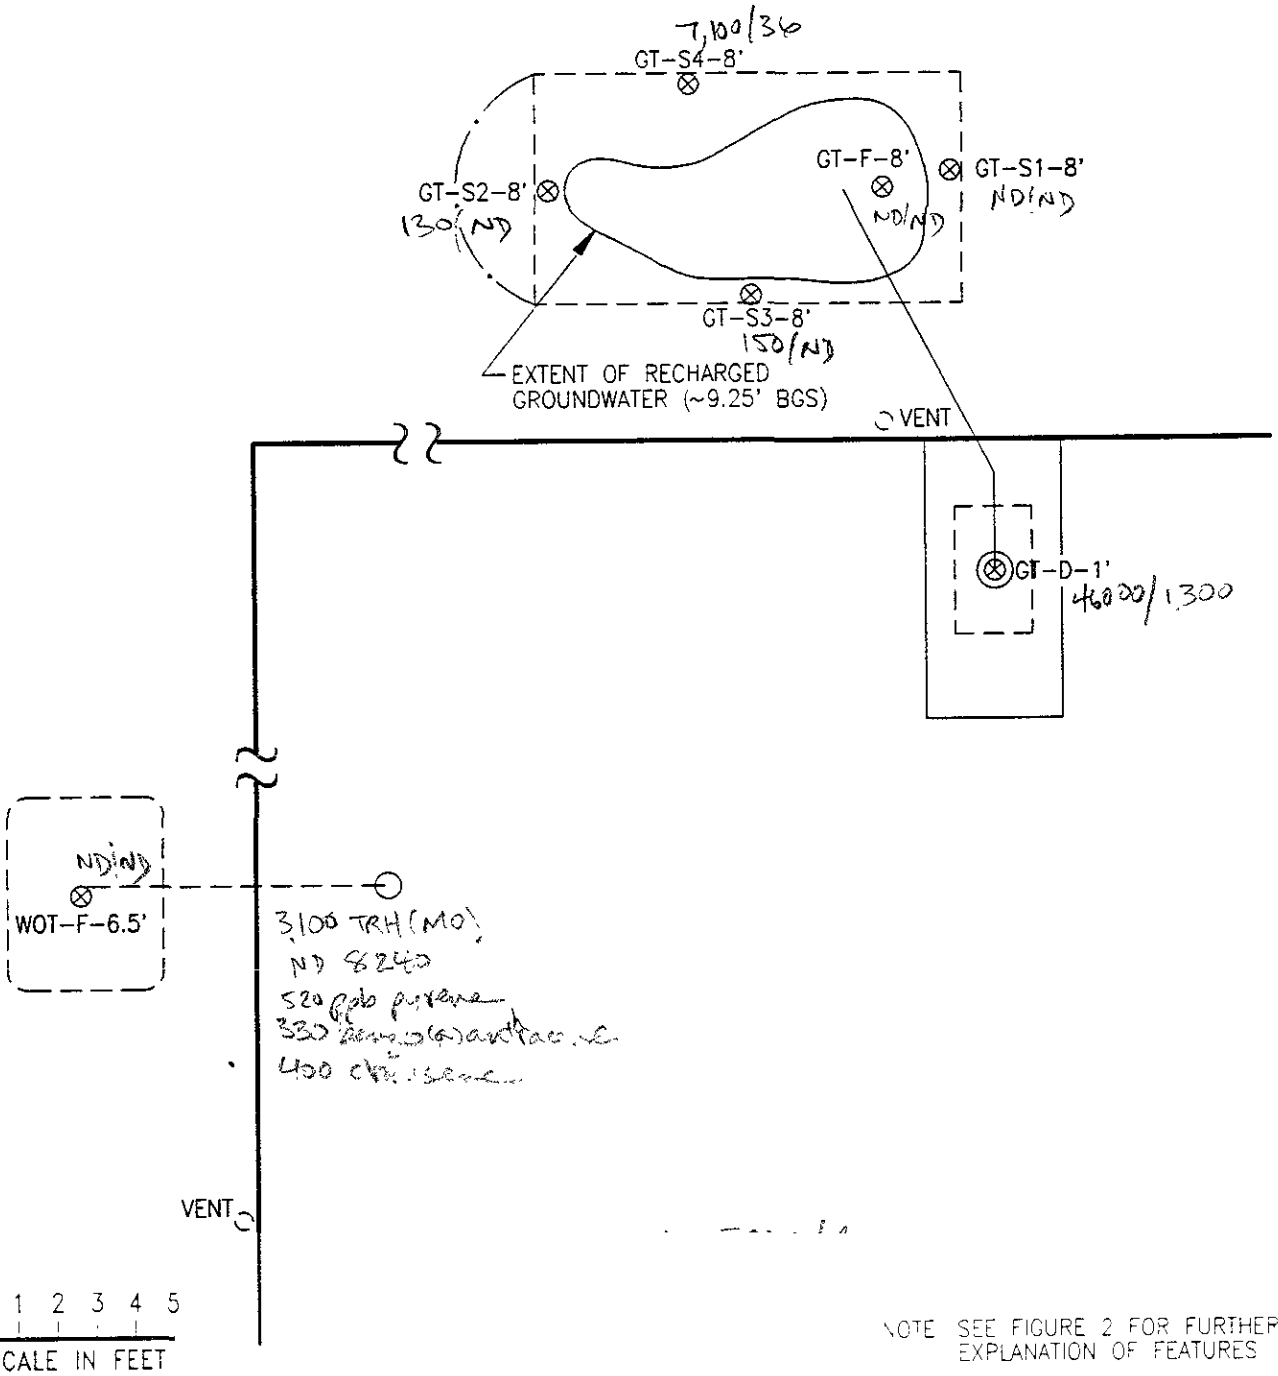 7,100/36
GT-S4-8'
GT-F-8'
ND/ND
GT-S1-8'
ND/ND
GT-S2-8'
130/ND
GT-S3-8'
150/ND
EXTENT OF RECHARGED
GROUNDWATER (~9.25' BGS)
VENT
GT-D-1'
46000/1300
ND/ND
WOT-F-6.5'
3,100 TRH (MO)
ND 8240
520 ppb pyrene
330
400
VENT
1 2 3 4 5
CALE IN FEET
NOTE SEE FIGURE 2 FOR FURTHER
EXPLANATION OF FEATURES